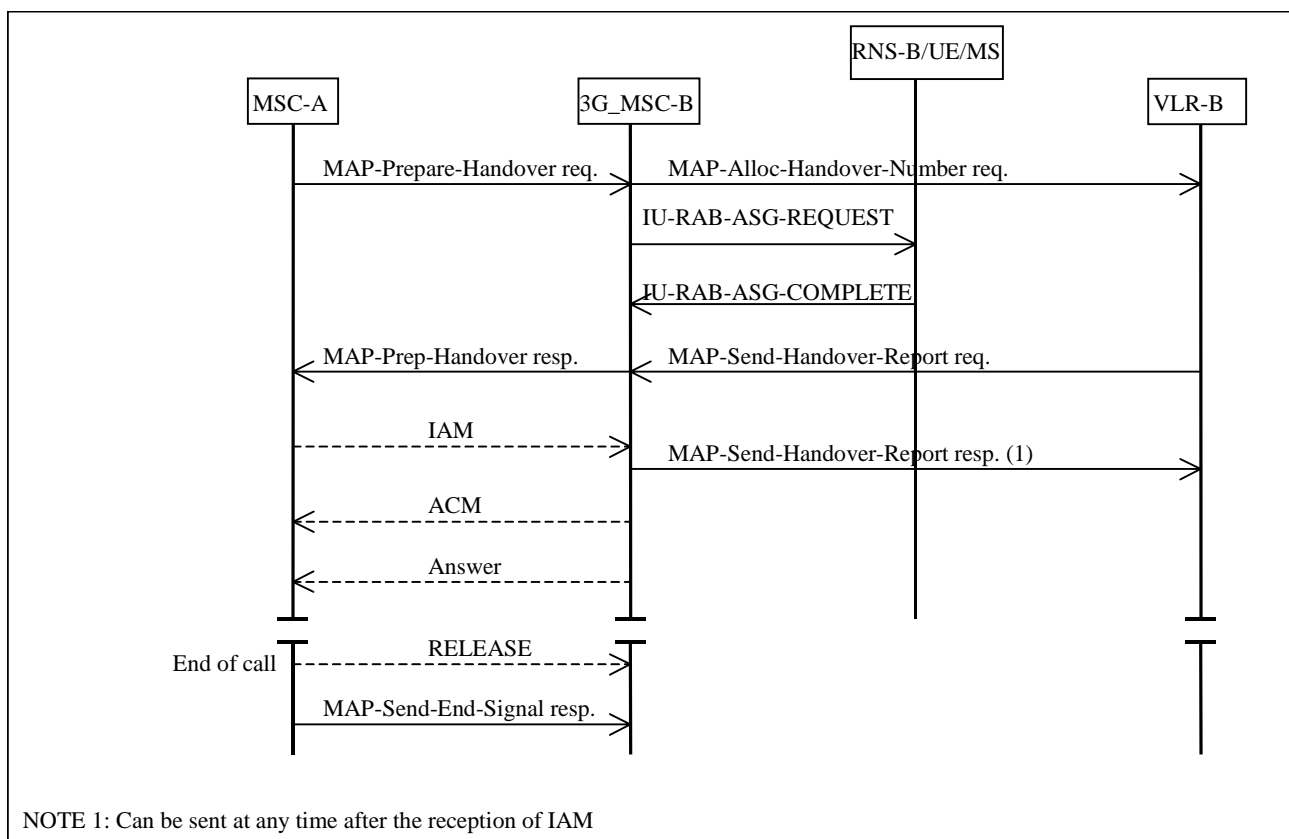 RNS-B/UE/MS
MSC-A
3G_MSC-B
VLR-B
MAP-Prepare-Handover req.
MAP-Alloc-Handover-Number req.
IU-RAB-ASG-REQUEST
IU-RAB-ASG-COMPLETE
MAP-Prep-Handover resp.
MAP-Send-Handover-Report req.
IAM
MAP-Send-Handover-Report resp. (1)
ACM
Answer
RELEASE
End of call
MAP-Send-End-Signal resp.
NOTE 1: Can be sent at any time after the reception of IAM